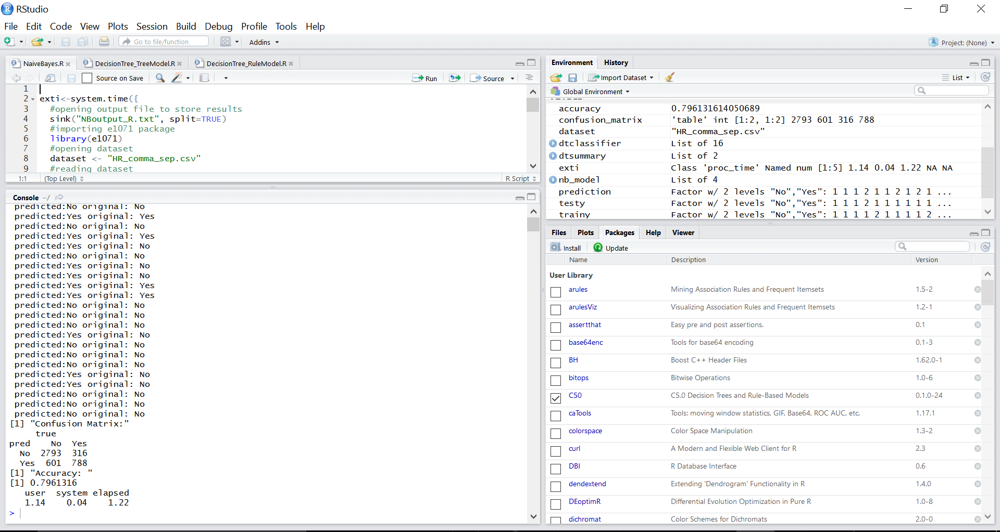 RStudio
File Edit Code View Plots Session Build Debug Profile Tools Help
Go to file/function Addins Project: (None)
NaiveBayes.R DecisionTree_TreeModel.R DecisionTree_RuleModel.R
Source on Save Run Source
1
2 exti<-system.time({
3 #opening output file to store results
4 sink("NBoutput_R.txt", split=TRUE)
5 #importing e1071 package
6 library(e1071)
7 #opening dataset
8 dataset <- "HR_comma_sep.csv"
9 #reading dataset
1:1 (Top Level) R Script
Console ~/
predicted:No original: No
predicted:Yes original: Yes
predicted:No original: No
predicted:Yes original: Yes
predicted:Yes original: No
predicted:No original: No
predicted:Yes original: No
predicted:Yes original: No
predicted:Yes original: Yes
predicted:Yes original: Yes
predicted:No original: No
predicted:No original: No
predicted:No original: No
predicted:Yes original: No
predicted:No original: No
predicted:No original: No
predicted:No original: No
predicted:Yes original: No
predicted:Yes original: No
predicted:No original: No
predicted:No original: No
predicted:No original: No
[1] "Confusion Matrix:"
true
pred No Yes
No 2793 316
Yes 601 788
[1] "Accuracy: "
[1] 0.7961316
user system elapsed
1.14 0.04 1.22
>
Environment History
Import Dataset List
Global Environment
accuracy 0.796131614050689
confusion_matrix 'table' int [1:2, 1:2] 2793 601 316 788
dataset "HR_comma_sep.csv"
dtclassifier List of 16
dtsummary List of 2
exti Class 'proc_time' Named num [1:5] 1.14 0.04 1.22 NA NA
nb_model List of 4
prediction Factor w/ 2 levels "No","Yes": 1 1 1 2 1 1 2 1 2 1 ...
testy Factor w/ 2 levels "No","Yes": 1 1 1 2 1 1 1 1 1 1 ...
trainy Factor w/ 2 levels "No","Yes": 1 1 1 1 2 1 1 1 1 2 ...
Files Plots Packages Help Viewer
Install Update
Name Description Version
User Library
arules Mining Association Rules and Frequent Itemsets 1.5-2
arulesViz Visualizing Association Rules and Frequent Itemsets 1.2-1
assertthat Easy pre and post assertions. 0.1
base64enc Tools for base64 encoding 0.1-3
BH Boost C++ Header Files 1.62.0-1
bitops Bitwise Operations 1.0-6
C50 C5.0 Decision Trees and Rule-Based Models 0.1.0-24
caTools Tools: moving window statistics, GIF, Base64, ROC AUC, etc. 1.17.1
colorspace Color Space Manipulation 1.3-2
curl A Modern and Flexible Web Client for R 2.3
DBI R Database Interface 0.6
dendextend Extending 'Dendrogram' Functionality in R 1.4.0
DEoptimR Differential Evolution Optimization in Pure R 1.0-8
dichromat Color Schemes for Dichromats 2.0-0